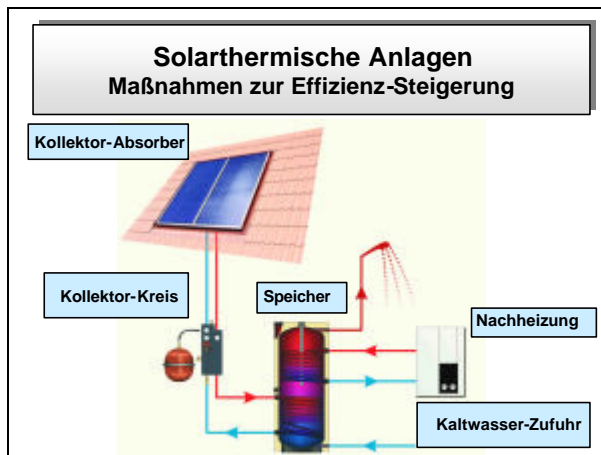 Solarthermische Anlagen
Maßnahmen zur Effizienz-Steigerung
Kollektor-Absorber
Kollektor-Kreis
Speicher
Nachheizung
Kaltwasser-Zufuhr